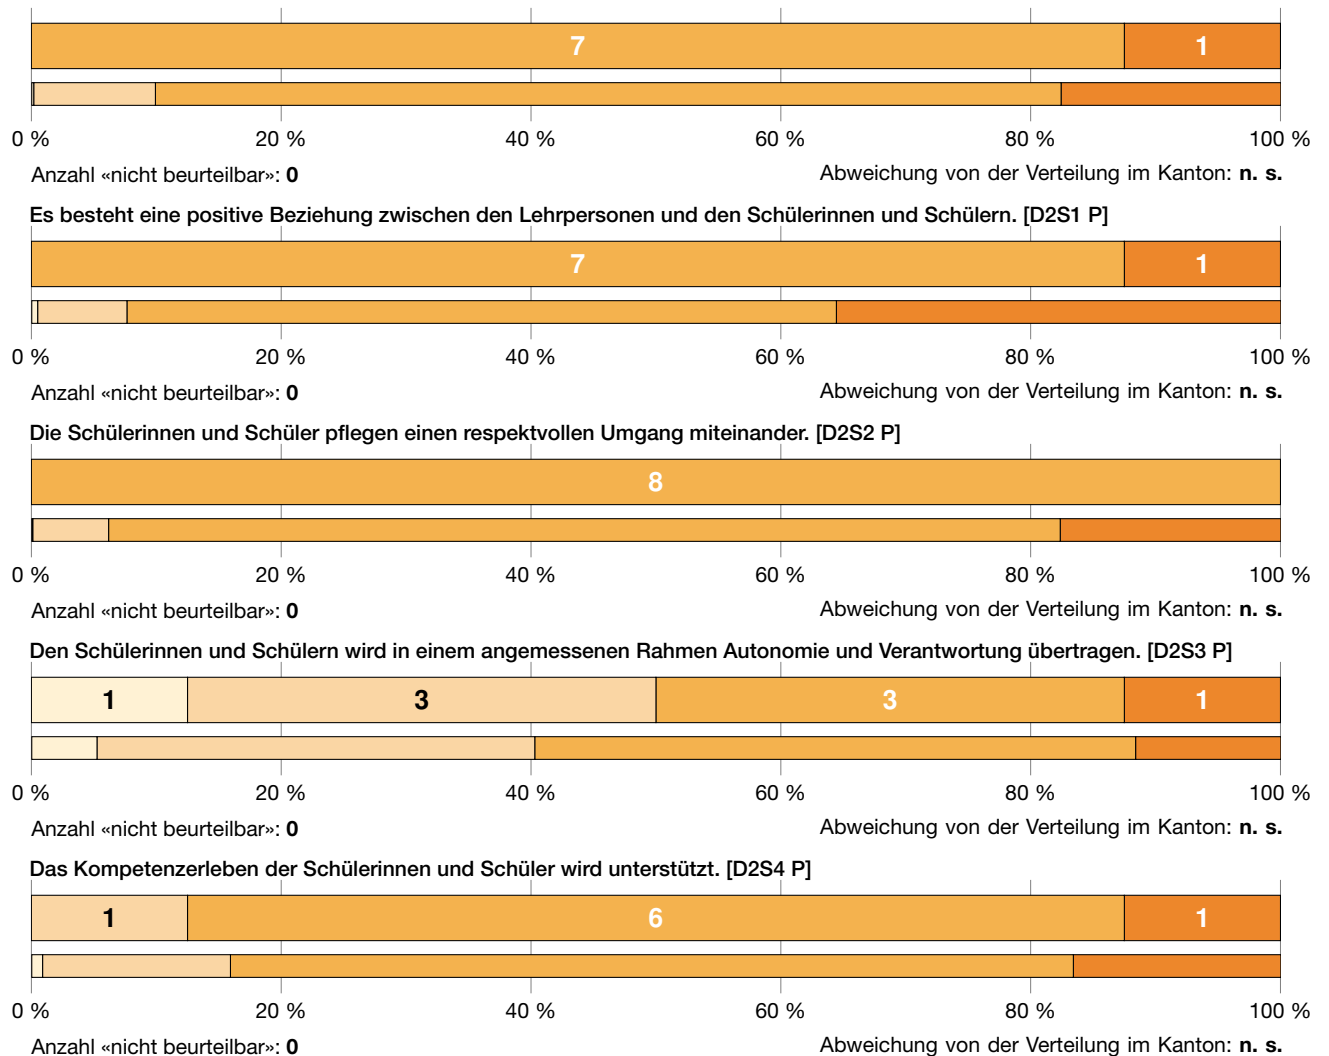 7 1
0 % 20 % 40 % 60 % 80 % 100 %
Anzahl «nicht beurteilbar»: 0 Abweichung von der Verteilung im Kanton: n. s.
Es besteht eine positive Beziehung zwischen den Lehrpersonen und den Schülerinnen und Schülern. [D2S1 P]
7 1
0 % 20 % 40 % 60 % 80 % 100 %
Anzahl «nicht beurteilbar»: 0 Abweichung von der Verteilung im Kanton: n. s.
Die Schülerinnen und Schüler pflegen einen respektvollen Umgang miteinander. [D2S2 P]
8
0 % 20 % 40 % 60 % 80 % 100 %
Anzahl «nicht beurteilbar»: 0 Abweichung von der Verteilung im Kanton: n. s.
Den Schülerinnen und Schülern wird in einem angemessenen Rahmen Autonomie und Verantwortung übertragen. [D2S3 P]
1 3 3 1
0 % 20 % 40 % 60 % 80 % 100 %
Anzahl «nicht beurteilbar»: 0 Abweichung von der Verteilung im Kanton: n. s.
Das Kompetenzerleben der Schülerinnen und Schüler wird unterstützt. [D2S4 P]
1 6 1
0 % 20 % 40 % 60 % 80 % 100 %
Anzahl «nicht beurteilbar»: 0 Abweichung von der Verteilung im Kanton: n. s.